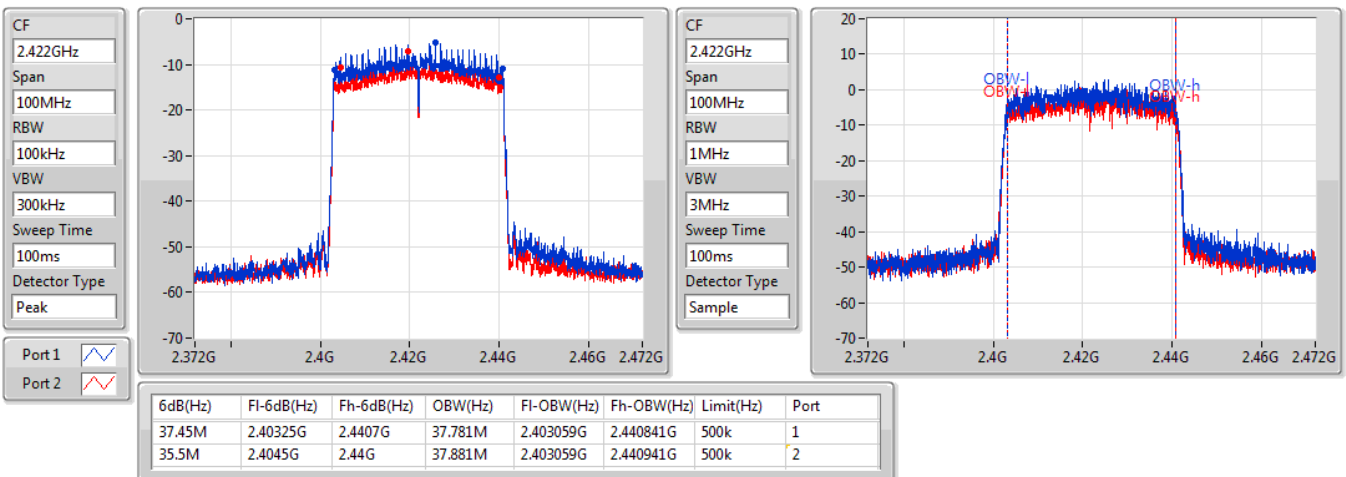 CF
2.422GHz
Span
100MHz
RBW
100kHz
VBW
300kHz
Sweep Time
100ms
Detector Type
Peak
Port 1
Port 2
0
-10
-20
-30
-40
-50
-60
-70
2.372G 2.4G 2.42G 2.44G 2.46G 2.472G
CF
2.422GHz
Span
100MHz
RBW
1MHz
VBW
3MHz
Sweep Time
100ms
Detector Type
Sample
20
10
0
-10
-20
-30
-40
-50
-60
-70
OBW-l OBW-h
OBW-h
2.372G 2.4G 2.42G 2.44G 2.46G 2.472G
6dB(Hz) Fl-6dB(Hz) Fh-6dB(Hz) OBW(Hz) Fl-OBW(Hz) Fh-OBW(Hz) Limit(Hz) Port
37.45M 2.40325G 2.4407G 37.781M 2.403059G 2.440841G 500k 1
35.5M 2.4045G 2.44G 37.881M 2.403059G 2.440941G 500k 2